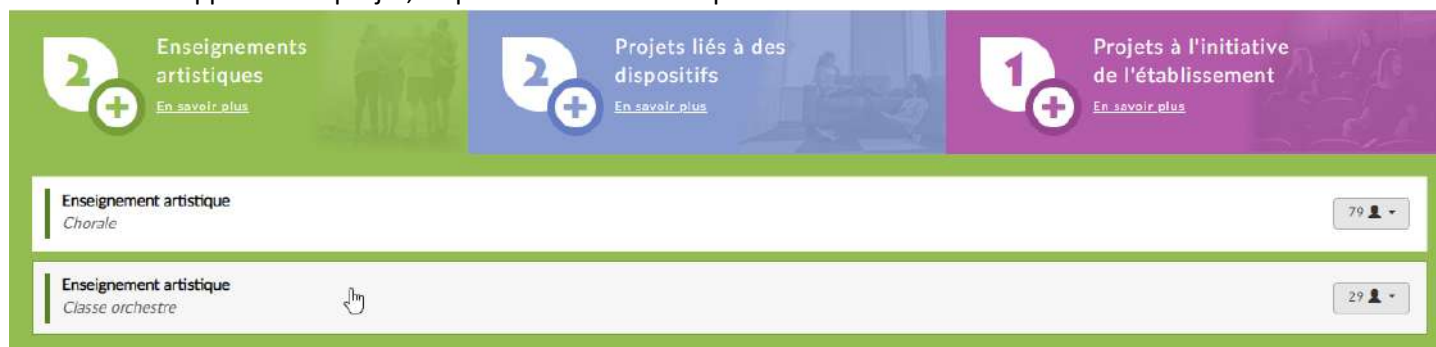 2
Enseignements
artistiques
En savoir plus
2
Projets liés à des
dispositifs
En savoir plus
1
Projets à l'initiative
de l'établissement
En savoir plus
Enseignement artistique
Chorale
79
Enseignement artistique
Classe orchestre
29